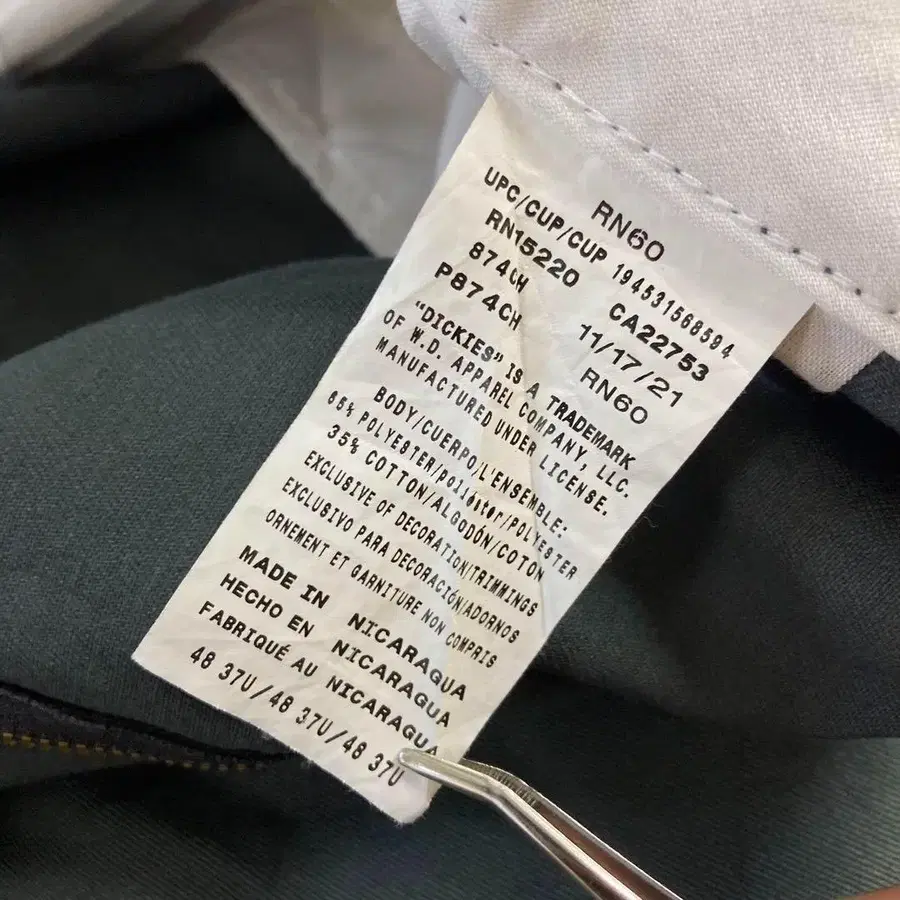 RN60
UPC/CUP/CUP 194531568594
RN15220 CA22753
874CH 11/17/21
P874CH RN60
"DICKIES" IS A TRADEMARK
OF W.D. APPAREL COMPANY, LLC.
MANUFACTURED UNDER LICENSE.
BODY/CUERPO/L'ENSEMBLE:
65% POLYESTER/poliéster/POLYESTER
35% COTTON/ALGODÓN/COTON
EXCLUSIVE OF DECORATION/TRIMMINGS
EXCLUSIVO PARA DECORACIÓN/ADORNOS
ORNEMENT ET GARNITURE NON COMPRIS
MADE IN NICARAGUA
HECHO EN NICARAGUA
FABRIQUÉ AU NICARAGUA
48 37U/48 37U/48 37U